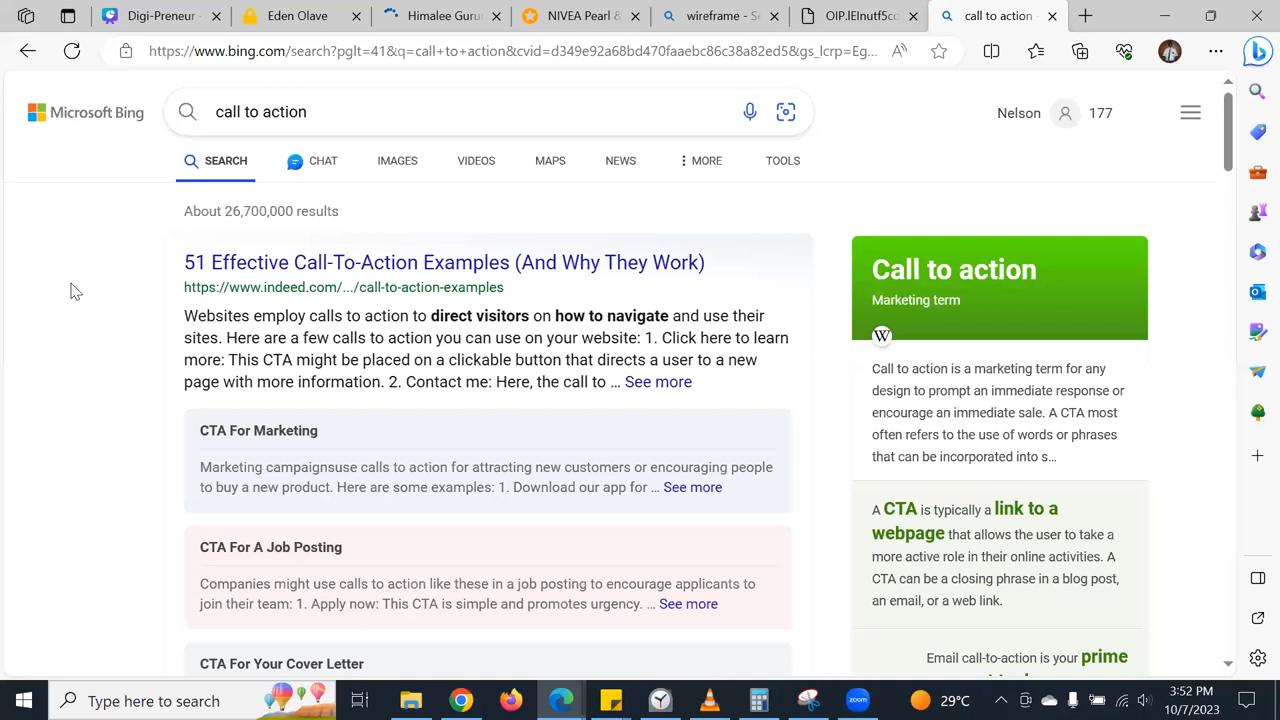 Digi-Preneur
Eden Olave
Himalee Guru
NIVEA Pearl &
wireframe - Se
OIP.IEInutf5cc
call to action -
https://www.bing.com/search?pglt=41&q=call+to+action&cvid=d349e92a68bd470faaebc86c38a82ed5&gs_lcrp=Eg...
Microsoft Bing
call to action
Nelson
177
SEARCH
CHAT
IMAGES
VIDEOS
MAPS
NEWS
MORE
TOOLS
About 26,700,000 results
51 Effective Call-To-Action Examples (And Why They Work)
https://www.indeed.com/.../call-to-action-examples
Websites employ calls to action to direct visitors on how to navigate and use their
sites. Here are a few calls to action you can use on your website: 1. Click here to learn
more: This CTA might be placed on a clickable button that directs a user to a new
page with more information. 2. Contact me: Here, the call to ... See more
CTA For Marketing
Marketing campaignsuse calls to action for attracting new customers or encouraging people
to buy a new product. Here are some examples: 1. Download our app for ... See more
CTA For A Job Posting
Companies might use calls to action like these in a job posting to encourage applicants to
join their team: 1. Apply now: This CTA is simple and promotes urgency. ... See more
CTA For Your Cover Letter
Call to action
Marketing term
W
Call to action is a marketing term for any
design to prompt an immediate response or
encourage an immediate sale. A CTA most
often refers to the use of words or phrases
that can be incorporated into s...
A CTA is typically a link to a
webpage that allows the user to take a
more active role in their online activities. A
CTA can be a closing phrase in a blog post,
an email, or a web link.
Email call-to-action is your prime
Type here to search
zoom
29°C
3:52 PM
10/7/2023